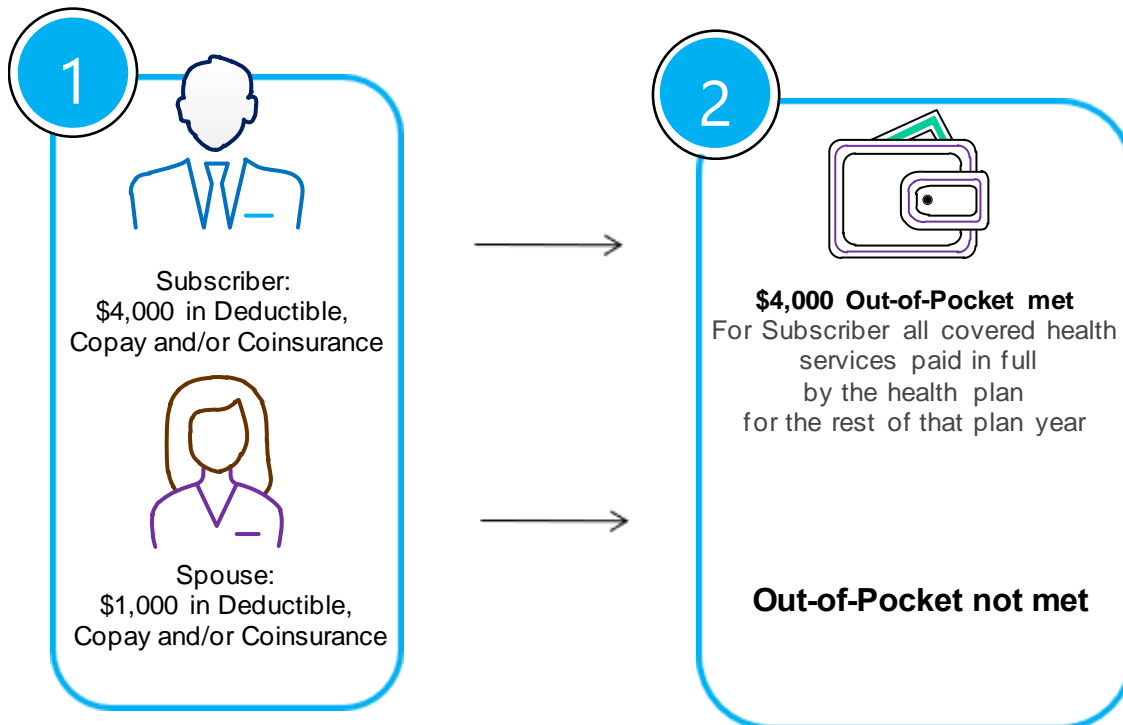 1
Subscriber:
$4,000 in Deductible,
Copay and/or Coinsurance
Spouse:
$1,000 in Deductible,
Copay and/or Coinsurance
2
$4,000 Out-of-Pocket met
For Subscriber all covered health
services paid in full
by the health plan
for the rest of that plan year
Out-of-Pocket not met